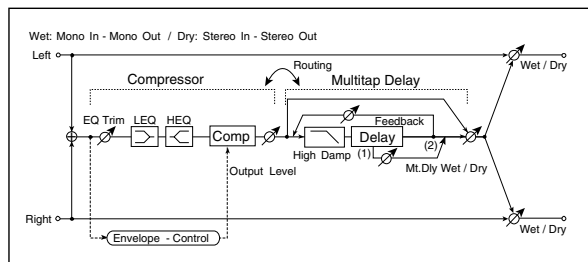 Wet: Mono In - Mono Out / Dry: Stereo In - Stereo Out
Left
Wet / Dry
Routing
Compressor
Multitap Delay
EQ Trim
LEQ
HEQ
Comp
Feedback
Delay
High Damp
(1)
(2)
Mt.Dly Wet / Dry
Output Level
Right
Wet / Dry
Envelope - Control